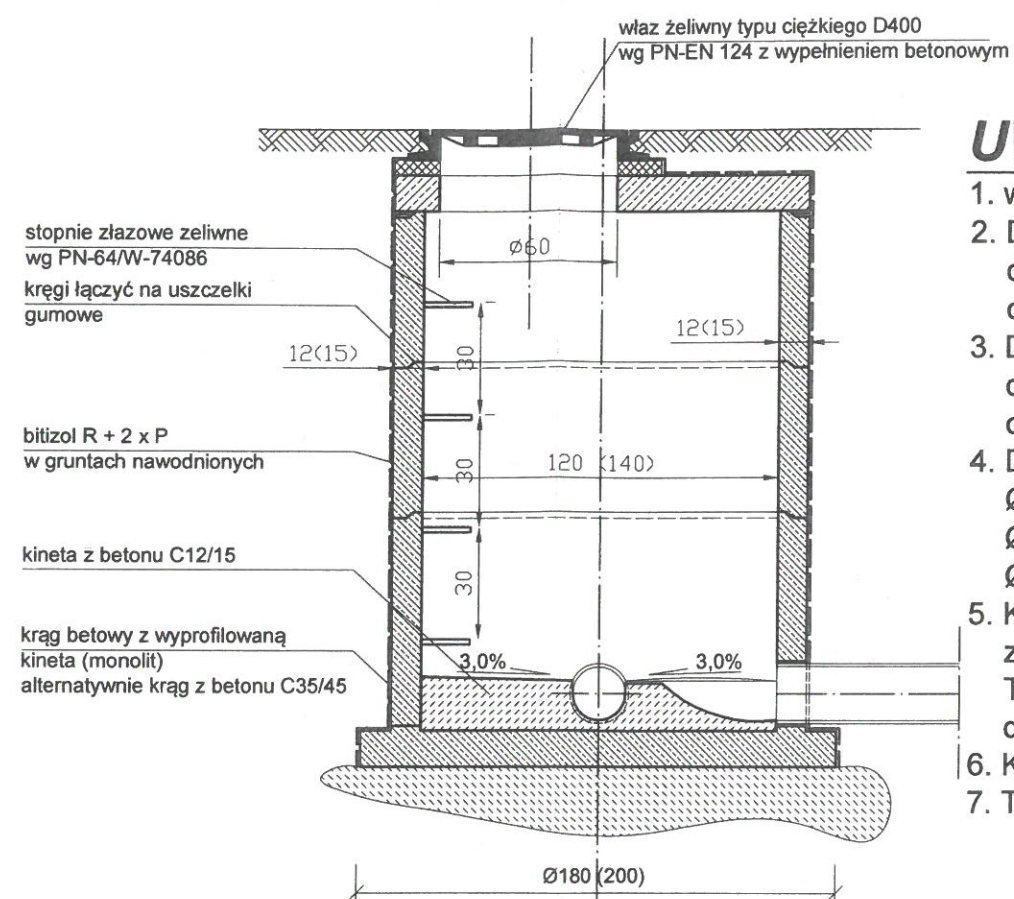 właz żeliwny typu ciężkiego D400
wg PN-EN 124 z wypełnieniem betonowym
stopnie złazowe zeliwne
wg PN-64/W-74086
kręgi łączyć na uszczelki
gumowe
12(15)
bitizol R + 2 x P
w gruntach nawodnionych
kineta z betonu C12/15
krąg betowy z wyprofilowaną
kineta (monolit)
alternatywnie krąg z betonu C35/45
Ø60
30
12(15)
30
120 (140)
30
3,0%
3,0%
Ø180 (200)
1.
2. D
3. D
4. D
Ø
Ø
Ø
5. K
z
T
6. K
7. T